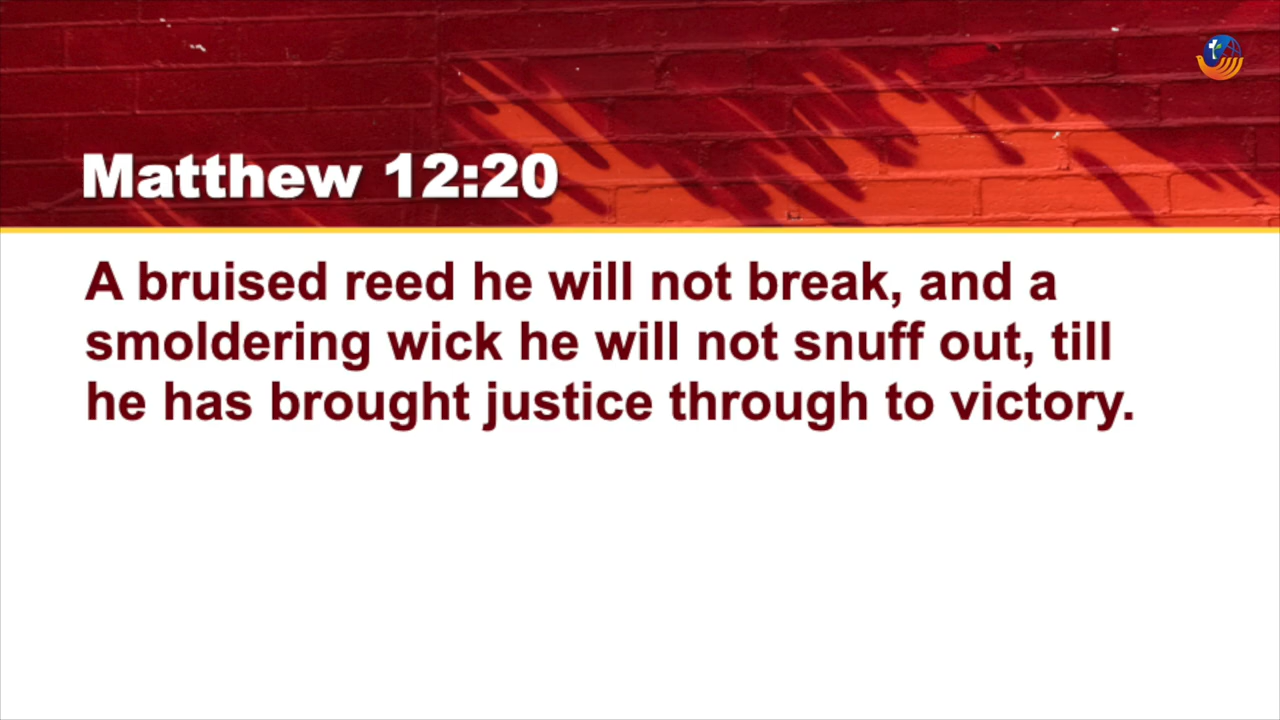 Matthew 12:20
A bruised reed he will not break, and a
smoldering wick he will not snuff out, till
he has brought justice through to victory.